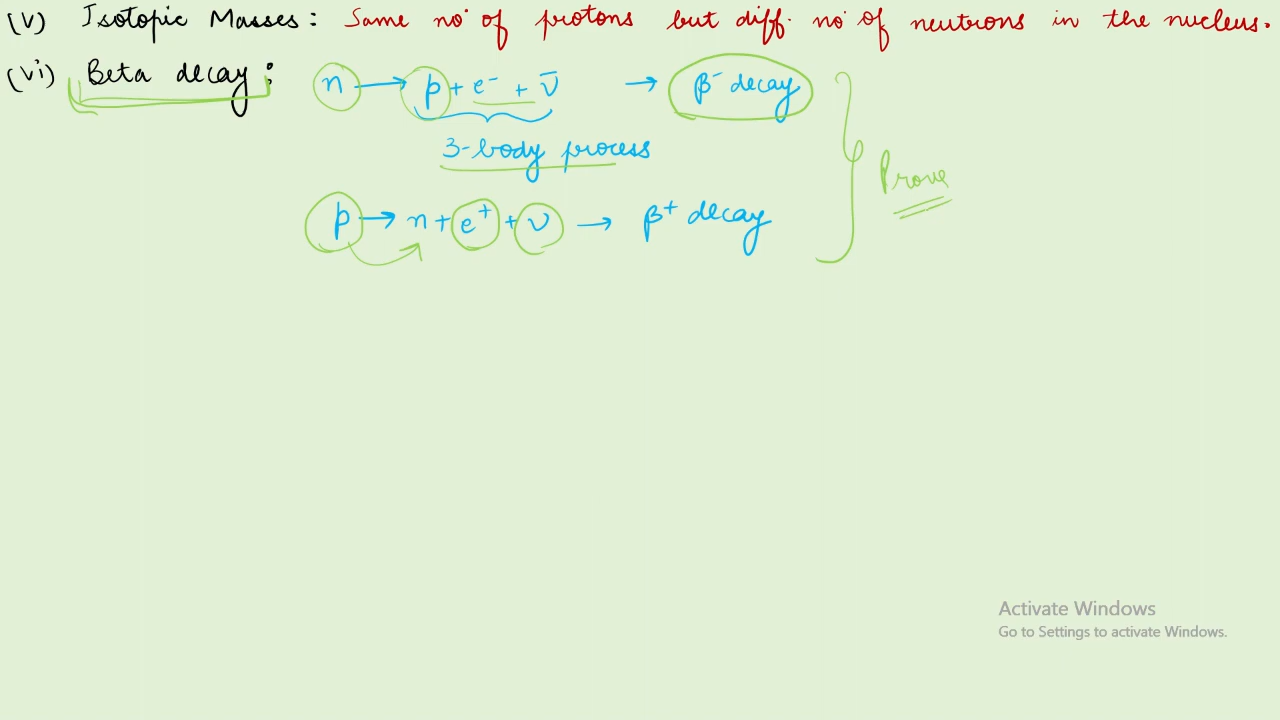 (v) Isotopic Masses: Same no. of protons but diff. no. of neutrons in the nucleus.
(vi) Beta decay: n → p + e⁻ + ν̄ → β⁻ decay
3-body process
Prove
p → n + e⁺ + ν → β⁺ decay
Activate Windows
Go to Settings to activate Windows.